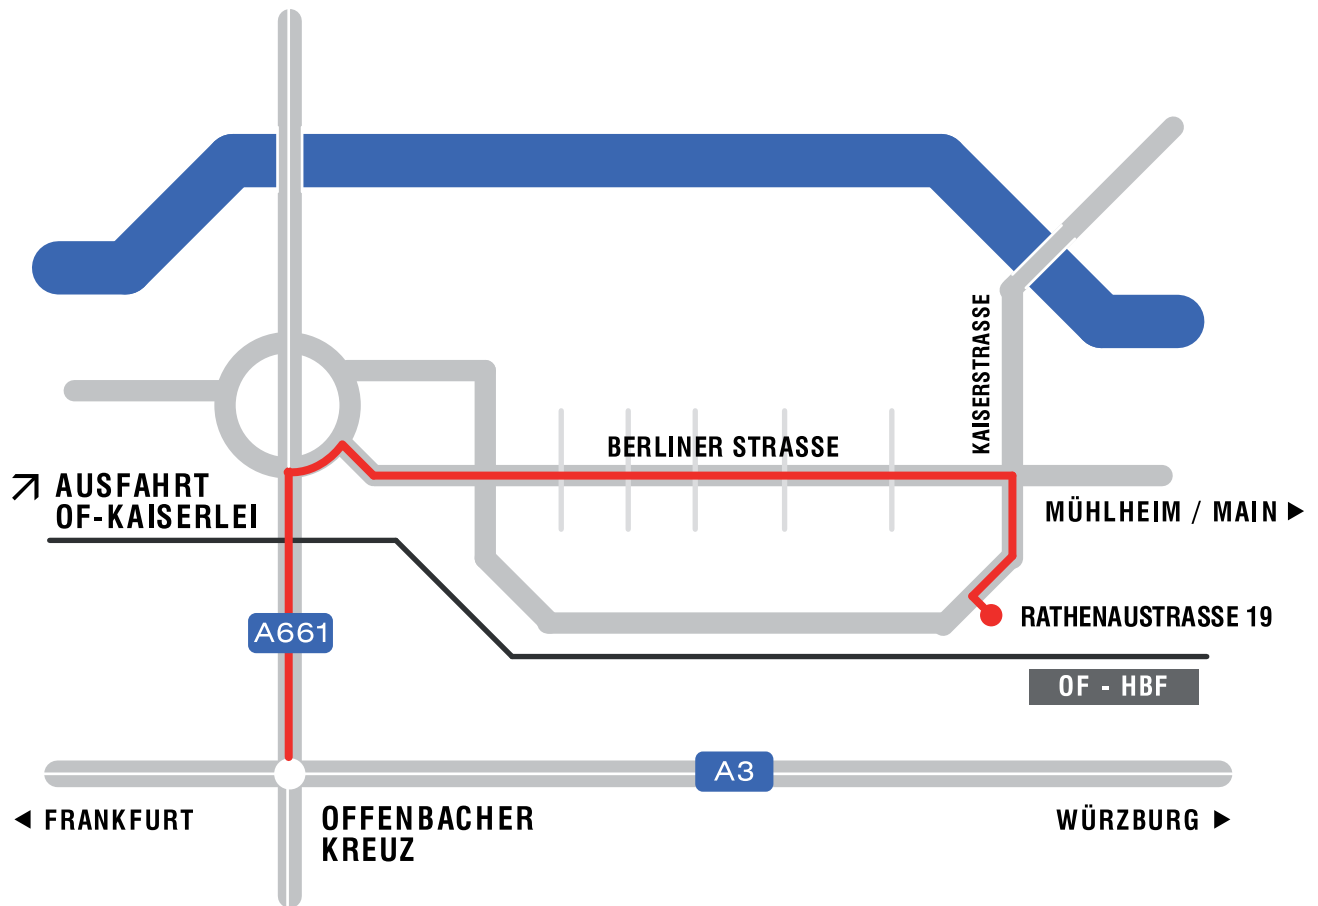 KAISERSTRASSE
BERLINER STRASSE
AUSFAHRT
OF-KAISERLEI
MÜHLHEIM / MAIN
RATHENAUSTRASSE 19
A661
OF - HBF
A3
FRANKFURT
OFFENBACHER
KREUZ
WÜRZBURG